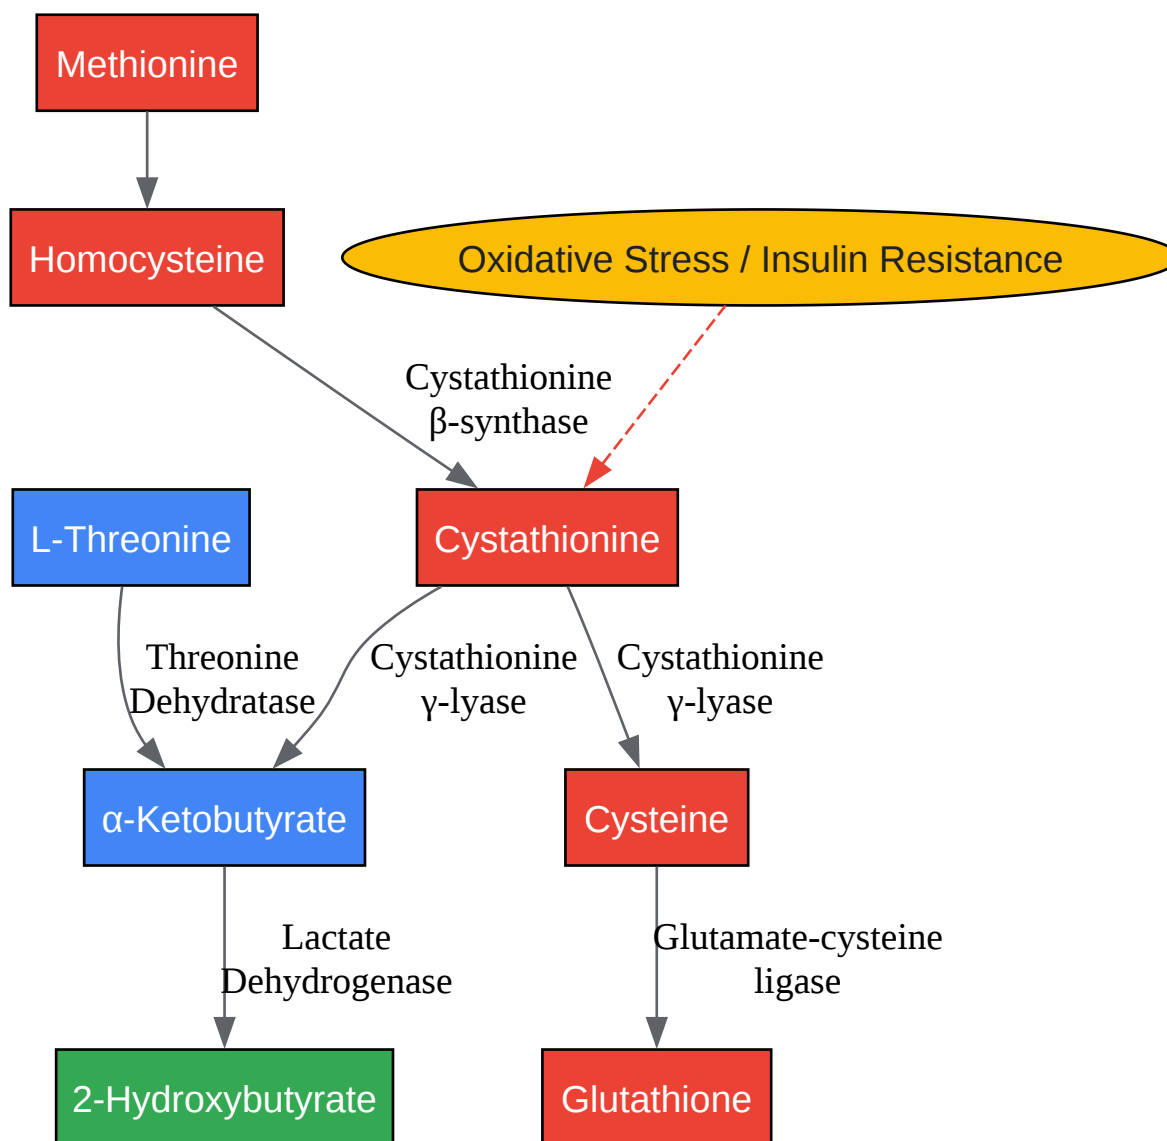 Methionine
Homocysteine
Oxidative Stress / Insulin Resistance
Cystathionine
β-synthase
L-Threonine
Cystathionine
Threonine
Dehydratase
Cystathionine
γ-lyase
Cystathionine
γ-lyase
α-Ketobutyrate
Cysteine
Lactate
Dehydrogenase
Glutamate-cysteine
ligase
2-Hydroxybutyrate
Glutathione